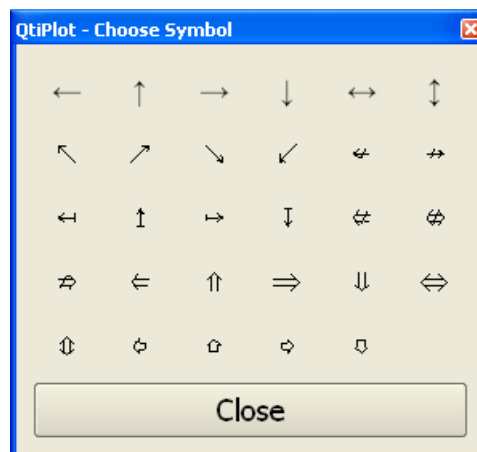 QtiPlot - Choose Symbol
← ↑ → ↓ ↔ ↕
↖ ↗ ↘ ↙ ↚ ↛
↤ ↥ ↦ ↧ ⇍ ⇎
⇏ ⇐ ⇑ ⇒ ⇓ ⇔
⇕ ⇦ ⇧ ⇨ ⇩
Close